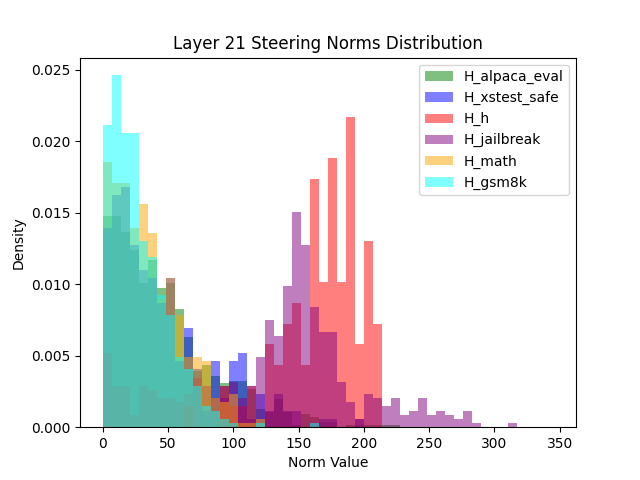 Layer 21 Steering Norms Distribution
0.025
0.020
0.015
0.010
0.005
0.000
Density
0 50 100 150 200 250 300 350
Norm Value
H_alpaca_eval
H_xstest_safe
H_h
H_jailbreak
H_math
H_gsm8k